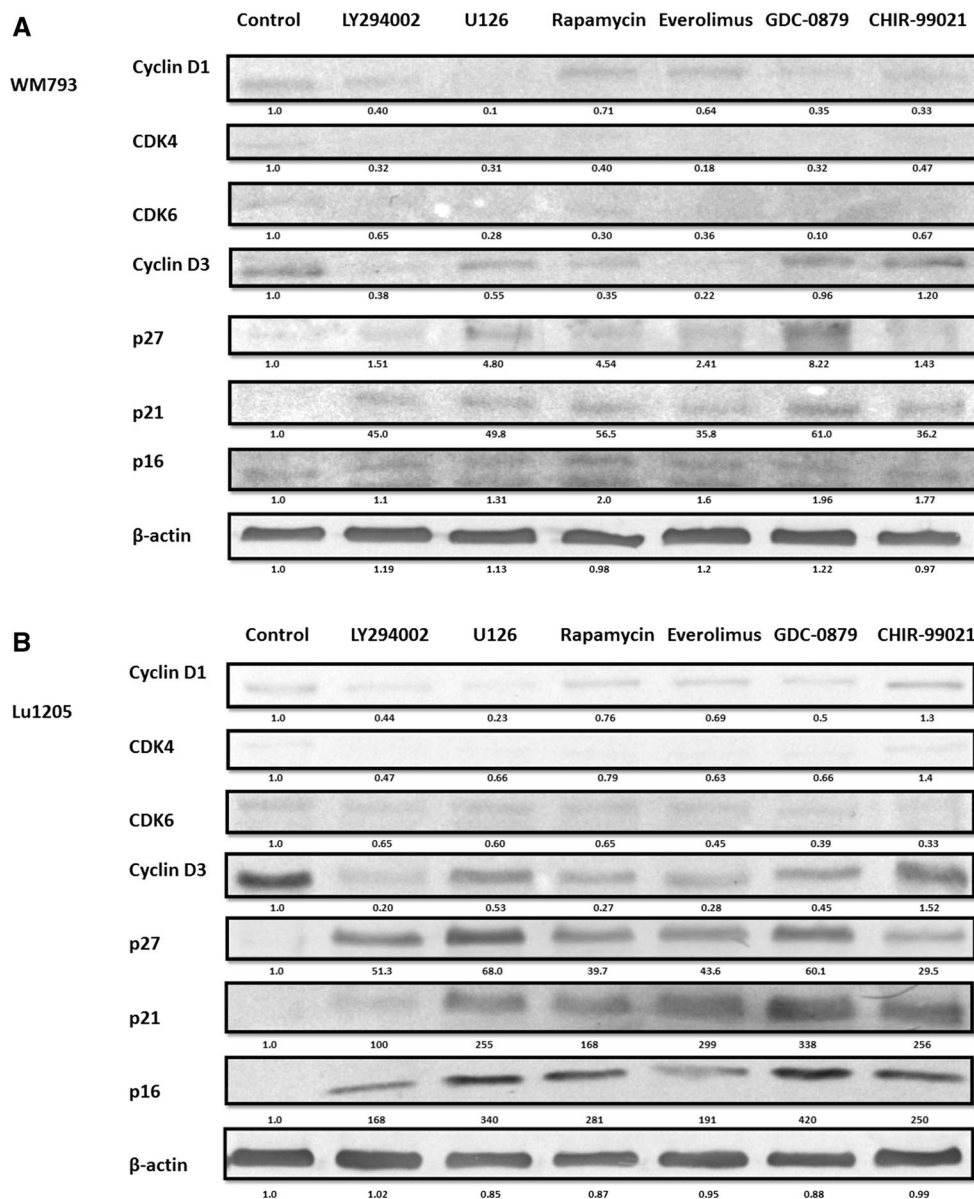 A
Control LY294002 U126 Rapamycin Everolimus GDC-0879 CHIR-99021
WM793
Cyclin D1
1.0 0.40 0.1 0.71 0.64 0.35 0.33
CDK4
1.0 0.32 0.31 0.40 0.18 0.32 0.47
CDK6
1.0 0.65 0.28 0.30 0.36 0.10 0.67
Cyclin D3
1.0 0.38 0.55 0.35 0.22 0.96 1.20
p27
1.0 1.51 4.80 4.54 2.41 8.22 1.43
p21
1.0 45.0 49.8 56.5 35.8 61.0 36.2
p16
1.0 1.1 1.31 2.0 1.6 1.96 1.77
β-actin
1.0 1.19 1.13 0.98 1.2 1.22 0.97
B
Control LY294002 U126 Rapamycin Everolimus GDC-0879 CHIR-99021
Lu1205
Cyclin D1
1.0 0.44 0.23 0.76 0.69 0.5 1.3
CDK4
1.0 0.47 0.66 0.79 0.63 0.66 1.4
CDK6
1.0 0.65 0.60 0.65 0.45 0.39 0.33
Cyclin D3
1.0 0.20 0.53 0.27 0.28 0.45 1.52
p27
1.0 51.3 68.0 39.7 43.6 60.1 29.5
p21
1.0 100 255 168 299 338 256
p16
1.0 168 340 281 191 420 250
β-actin
1.0 1.02 0.85 0.87 0.95 0.88 0.99